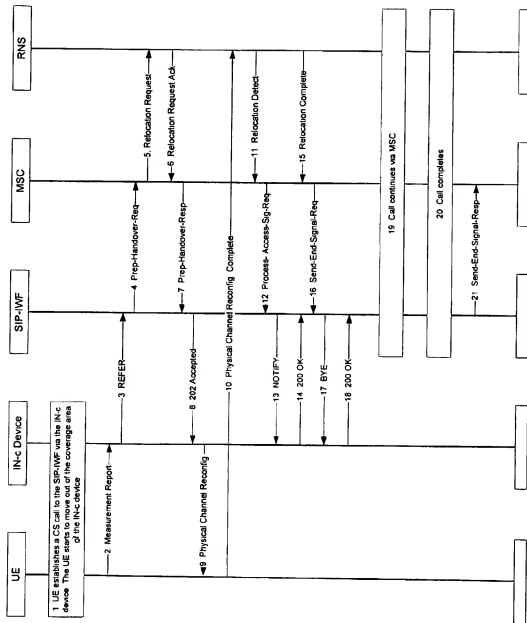 UE
IN-c Device
SIP-IWF
MSC
RNS
1 UE establishes a CS call to the SIP-IWF via the IN-c
device The UE starts to move out of the coverage area
of the IN-c device
2 Measurement Report
3 REFER
4 Prep-Handover-Req
5. Relocation Request
6 Relocation Request Ack
7 Prep-Handover-Resp
8 202 Accepted
9 Physical Channel Reconfig
10 Physical Channel Reconfig Complete
11 Relocation Detect
12 Process- Access-Sig-Req
13 NOTIFY
14 200 OK
15 Relocation Complete
16 Send-End-Signal-Req
17 BYE
18 200 OK
19 Call continues via MSC
20 Call completes
21 Send-End-Signal-Resp